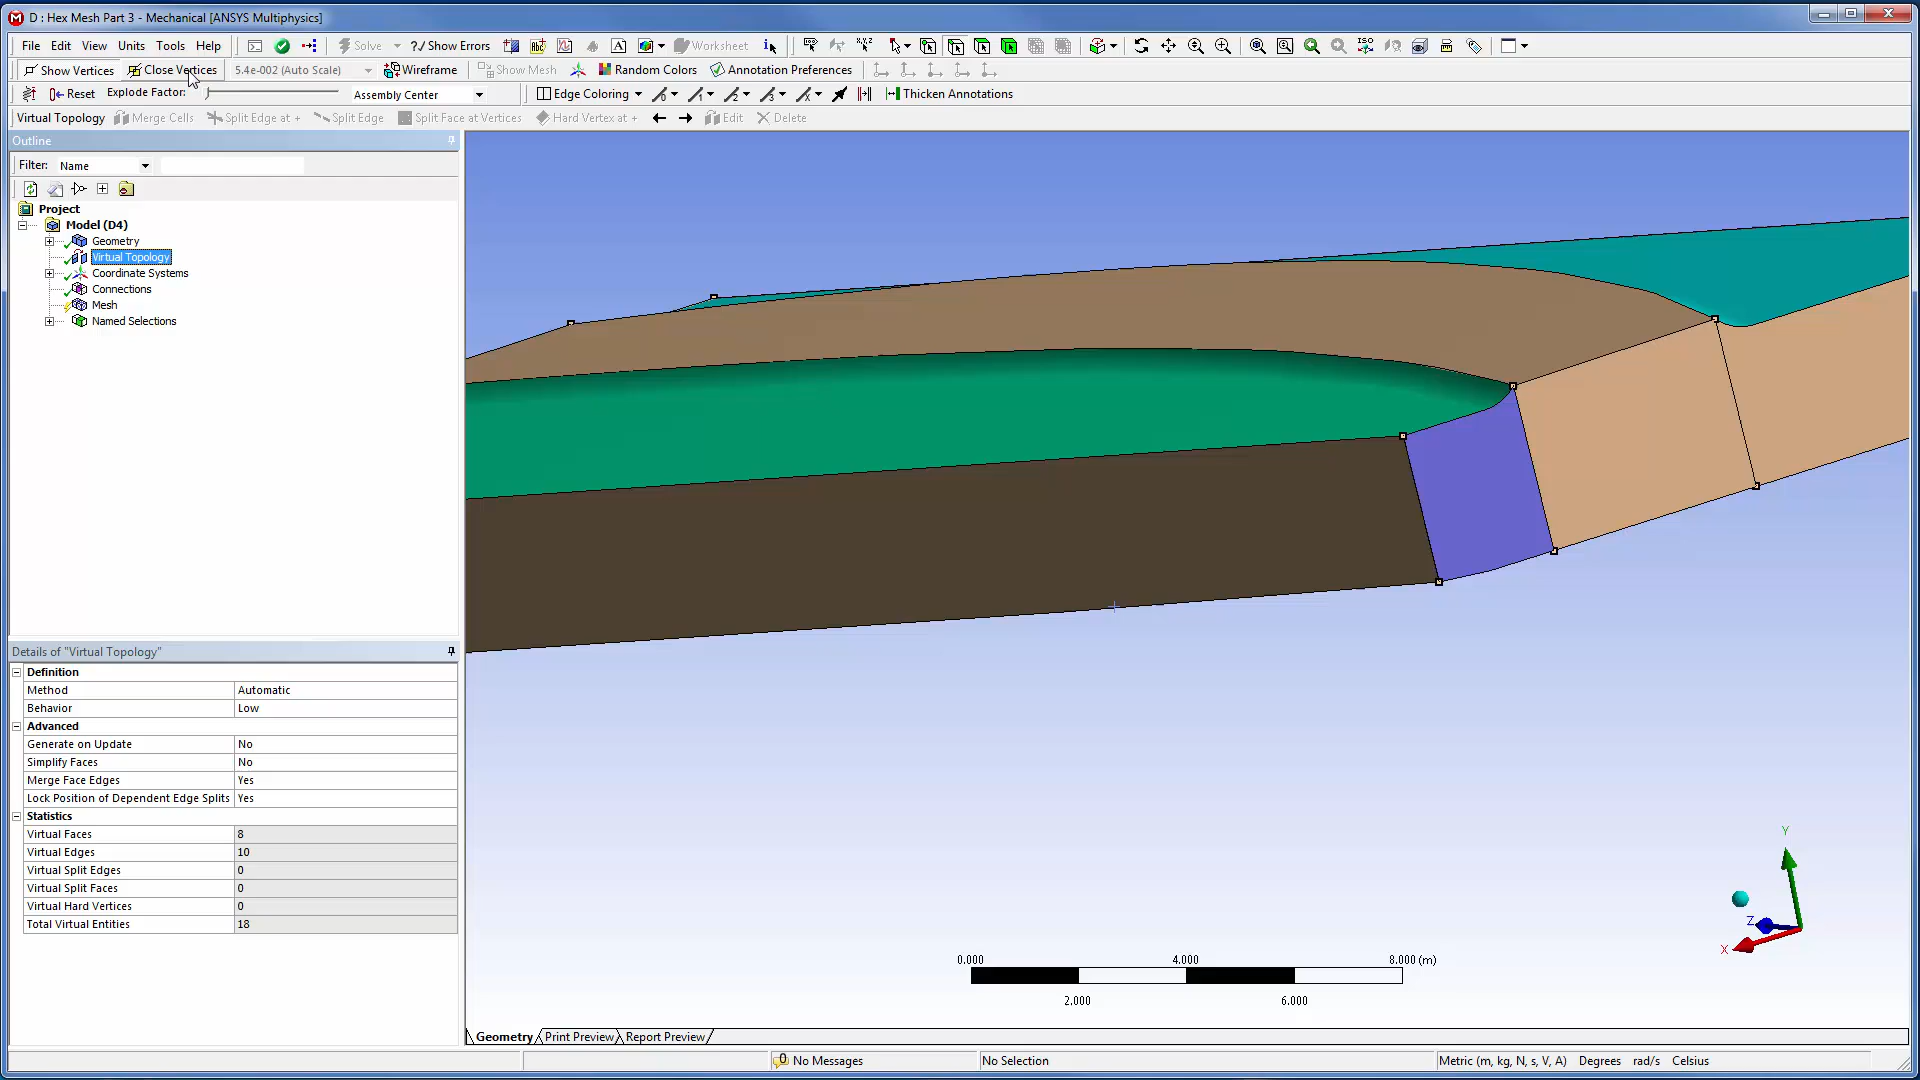 D : Hex Mesh Part 3 - Mechanical [ANSYS Multiphysics]
File Edit View Units Tools Help Solve ?/ Show Errors Worksheet
Show Vertices Close Vertices 5.4e-002 (Auto Scale) Wireframe Show Mesh Random Colors Annotation Preferences
Reset Explode Factor: Assembly Center Edge Coloring Thicken Annotations
Virtual Topology Merge Cells Split Edge at + Split Edge Split Face at Vertices Hard Vertex at + Edit Delete
Outline
Filter: Name
Project
Model (D4)
Geometry
Virtual Topology
Coordinate Systems
Connections
Mesh
Named Selections
Details of "Virtual Topology"
Definition
Method Automatic
Behavior Low
Advanced
Generate on Update No
Simplify Faces No
Merge Face Edges Yes
Lock Position of Dependent Edge Splits Yes
Statistics
Virtual Faces 8
Virtual Edges 10
Virtual Split Edges 0
Virtual Split Faces 0
Virtual Hard Vertices 0
Total Virtual Entities 18
Y
Z
X
0.000 4.000 8.000 (m)
2.000 6.000
Geometry Print Preview Report Preview
No Messages No Selection Metric (m, kg, N, s, V, A) Degrees rad/s Celsius